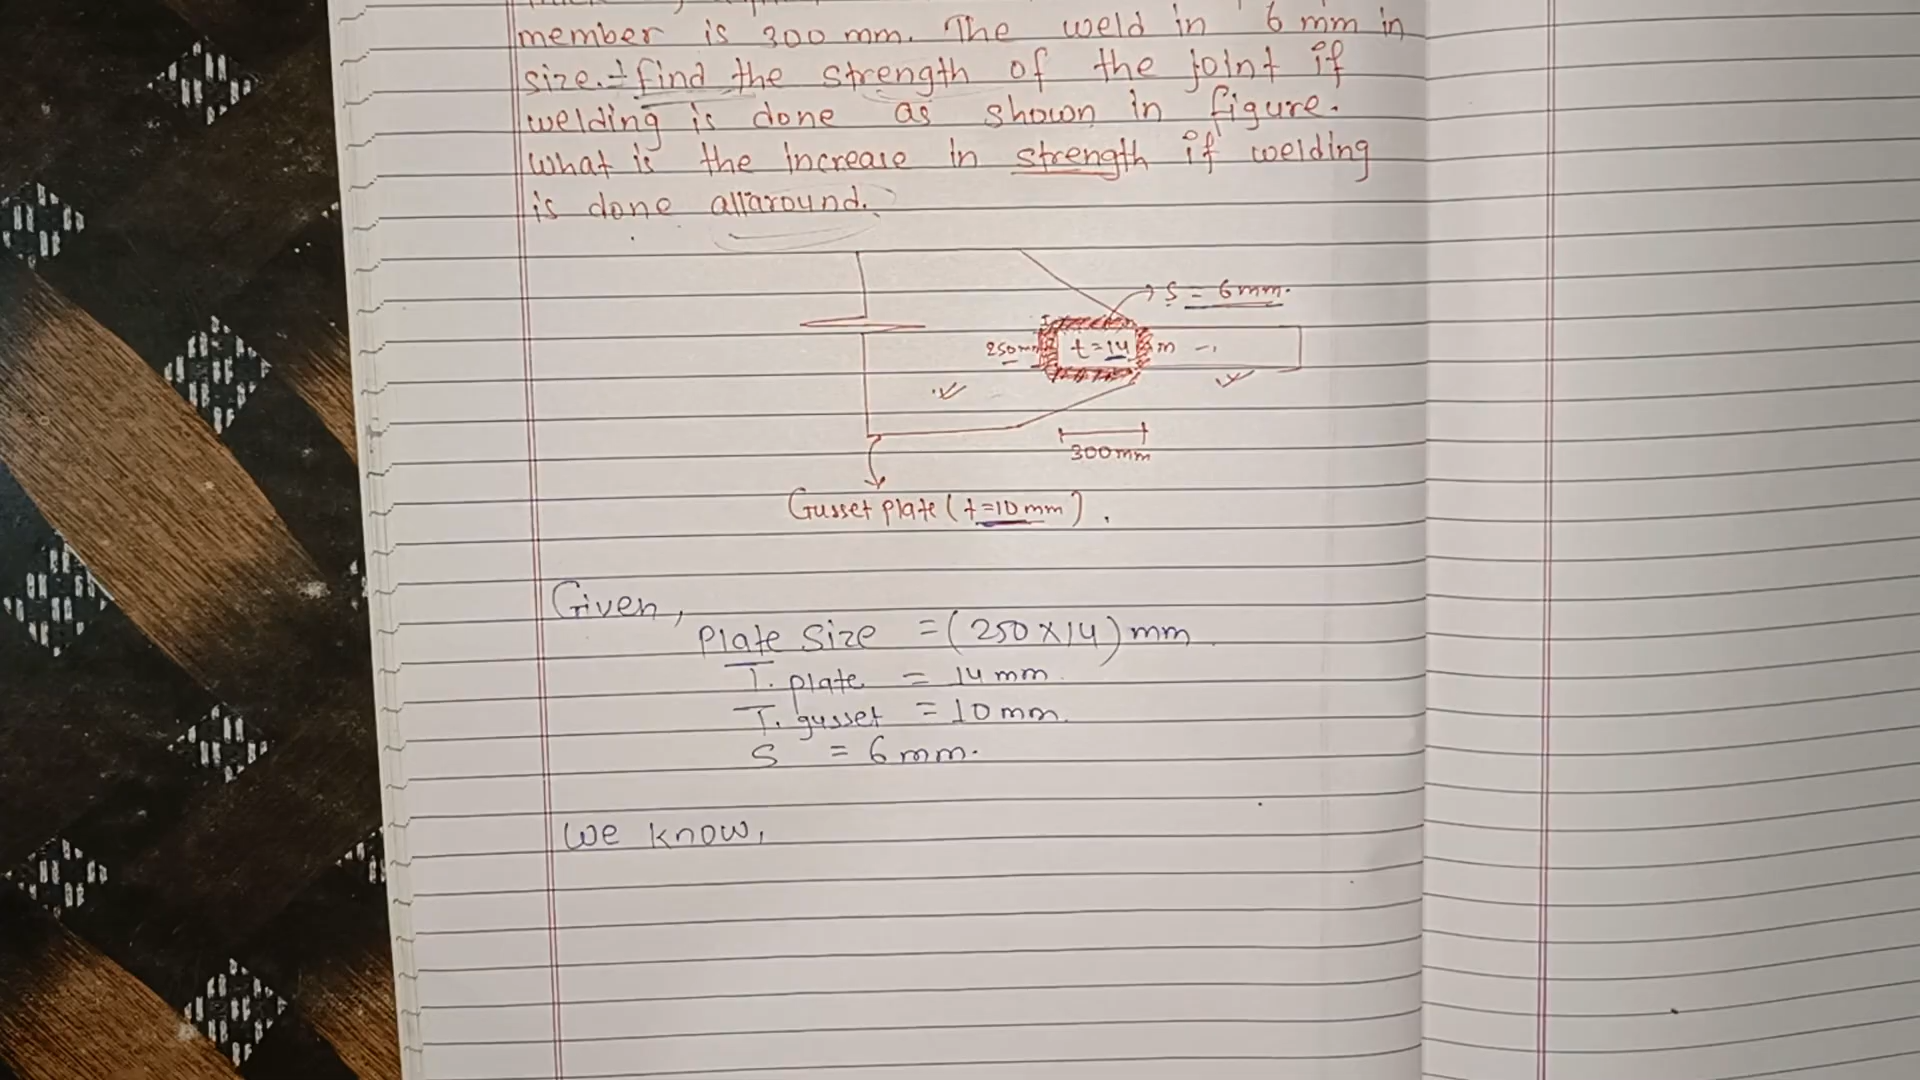 member is 300 mm. The weld in 6 mm in
size. find the strength of the joint if
welding is done as shown in figure.
What is the increase in strength if welding
is done allaround.
S = 6mm.
250mm
t=14
m
300mm
Gusset plate (t=10mm).
Given,
Plate Size = (250×14) mm
T. plate = 14 mm.
T. gusset = 10 mm.
S = 6 mm.
We know,